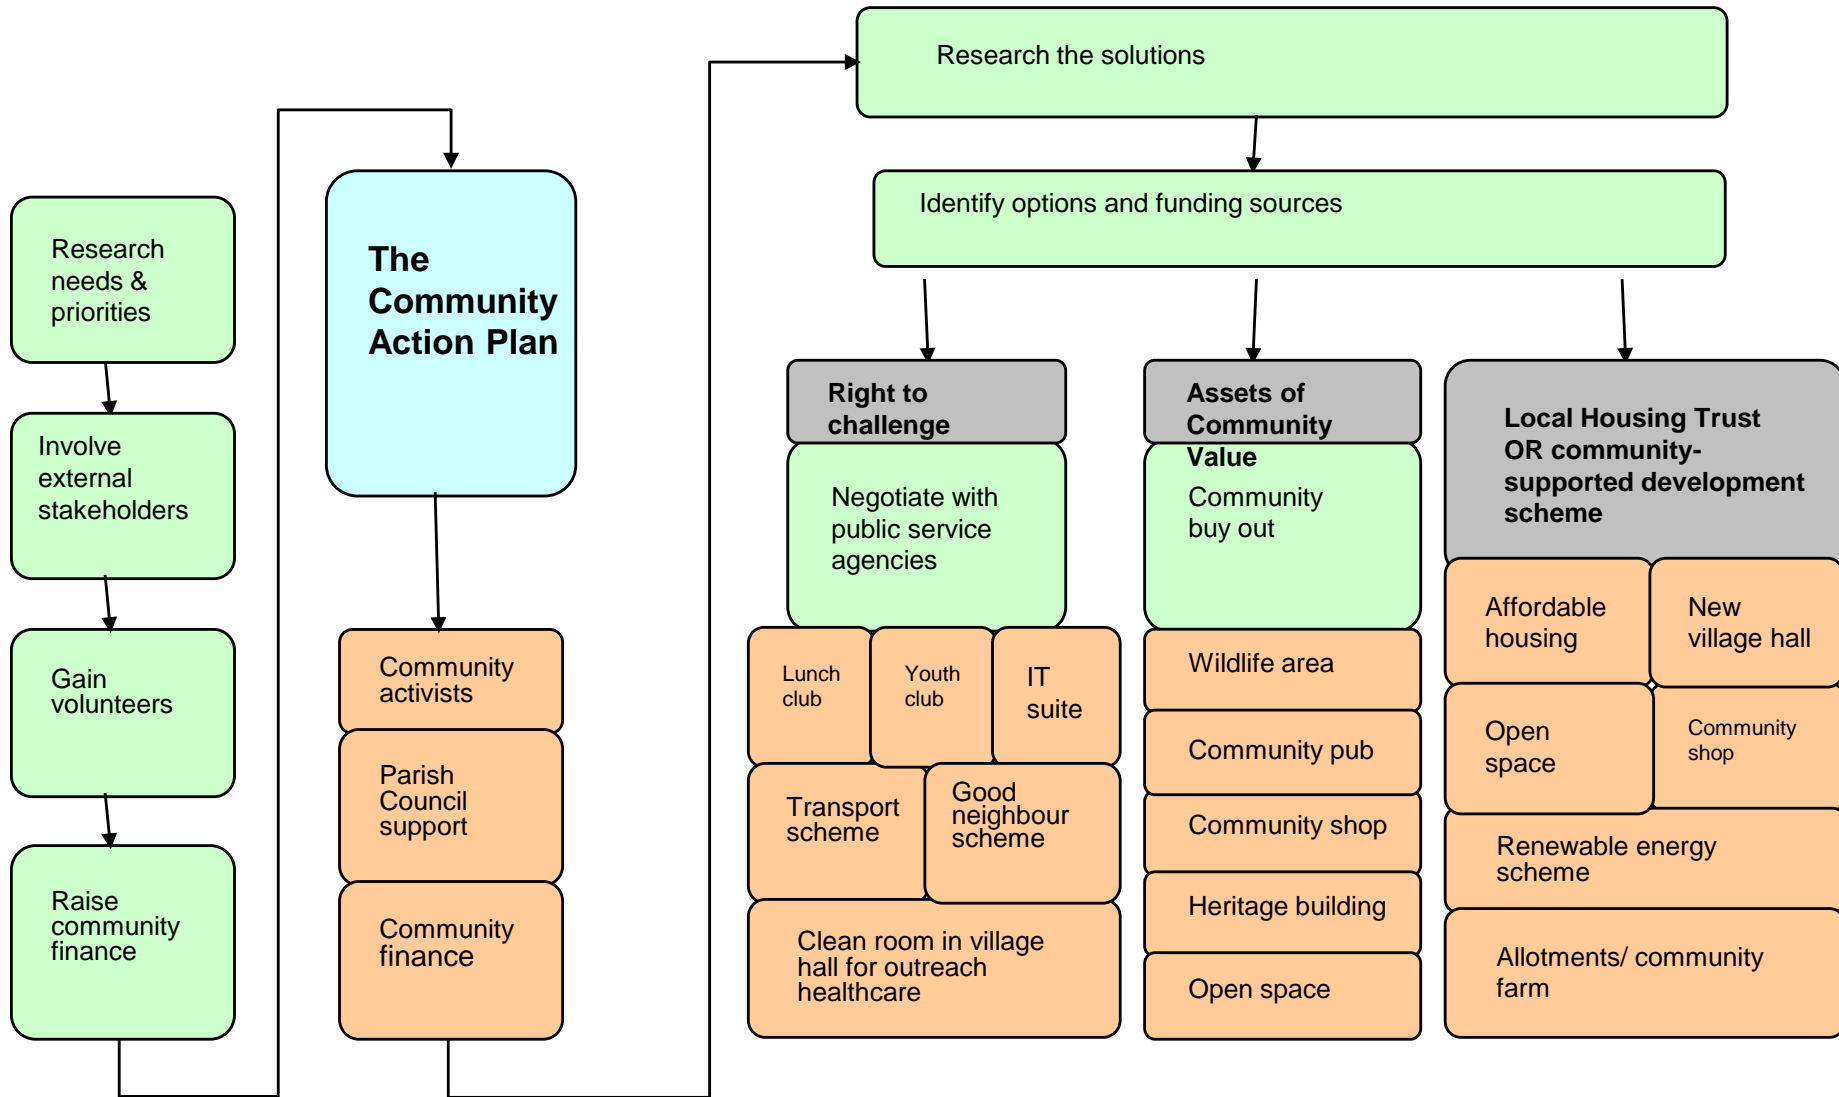 Research
needs &
priorities
Involve
external
stakeholders
Gain
volunteers
Raise
community
finance
The
Community
Action Plan
Community
activists
Parish
Council
support
Community
finance
Research the solutions
Identify options and funding sources
Right to
challenge
Negotiate with
public service
agencies
Lunch
club
Youth
club
IT
suite
Transport
scheme
Good
neighbour
scheme
Clean room in village
hall for outreach
healthcare
Assets of
Community
Value
Community
buy out
Wildlife area
Community pub
Community shop
Heritage building
Open space
Local Housing Trust
OR community-
supported development
scheme
Affordable
housing
New
village hall
Open
space
Community
shop
Renewable energy
scheme
Allotments/ community
farm